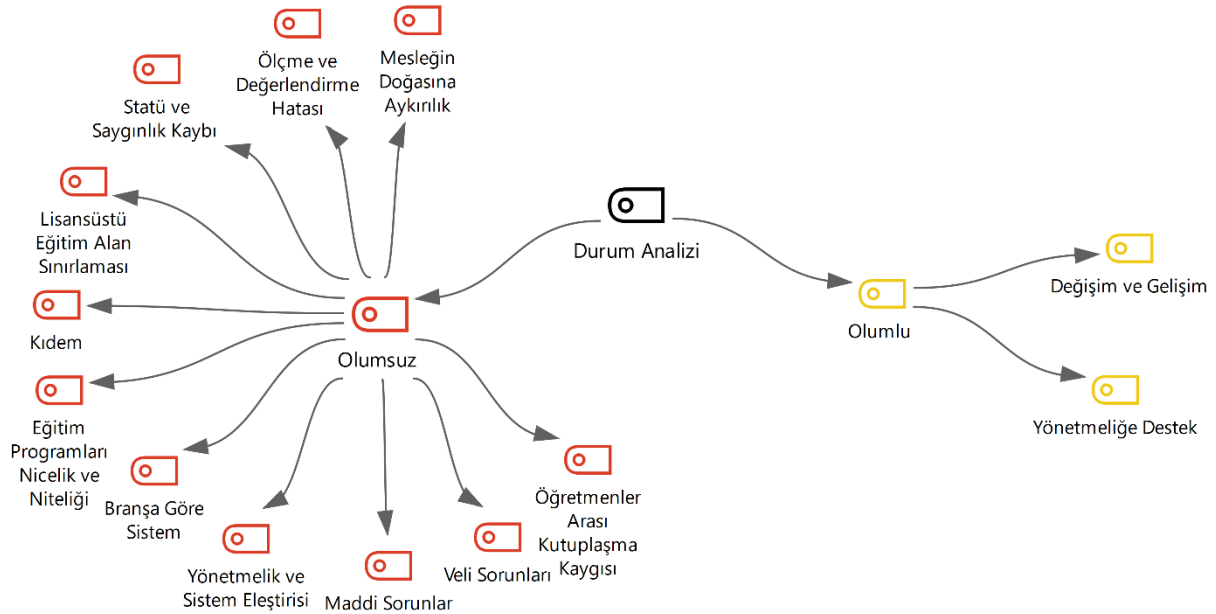 Ölçme ve
Değerlendirme
Hatası
Mesleğin
Doğasına
Aykırılık
Statü ve
Saygınlık Kaybı
Lisansüstü
Eğitim Alan
Sınırlaması
Durum Analizi
Değişim ve Gelişim
Olumlu
Kıdem
Olumsuz
Yönetmeliğe Destek
Eğitim
Programları
Nicelik ve
Niteliği
Branşa Göre
Sistem
Yönetmelik ve
Sistem Eleştirisi
Maddi Sorunlar
Veli Sorunları
Öğretmenler
Arası
Kutuplaşma
Kaygısı